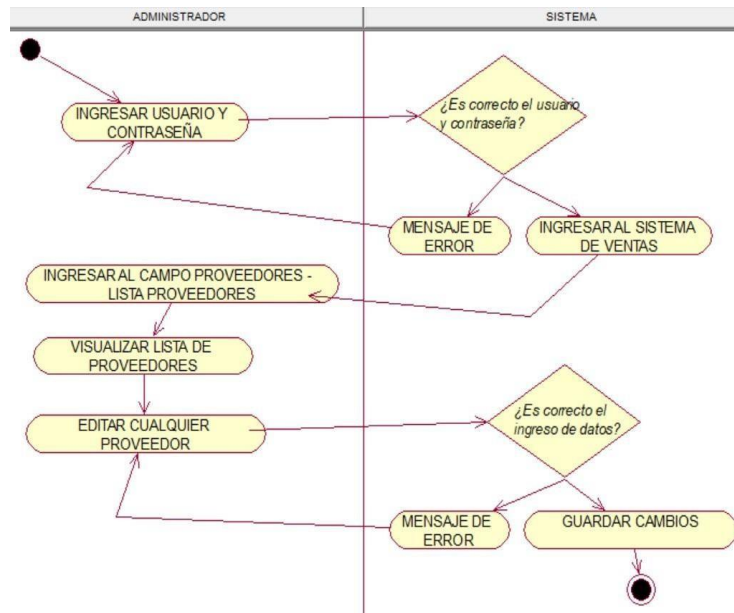 ADMINISTRADOR
SISTEMA
INGRESAR USUARIO Y
CONTRASEÑA
¿Es correcto el usuario
y contraseña?
MENSAJE DE
ERROR
INGRESAR AL SISTEMA
DE VENTAS
INGRESAR AL CAMPO PROVEEDORES -
LISTA PROVEEDORES
VISUALIZAR LISTA DE
PROVEEDORES
EDITAR CUALQUIER
PROVEEDOR
¿Es correcto el
ingreso de datos?
MENSAJE DE
ERROR
GUARDAR CAMBIOS